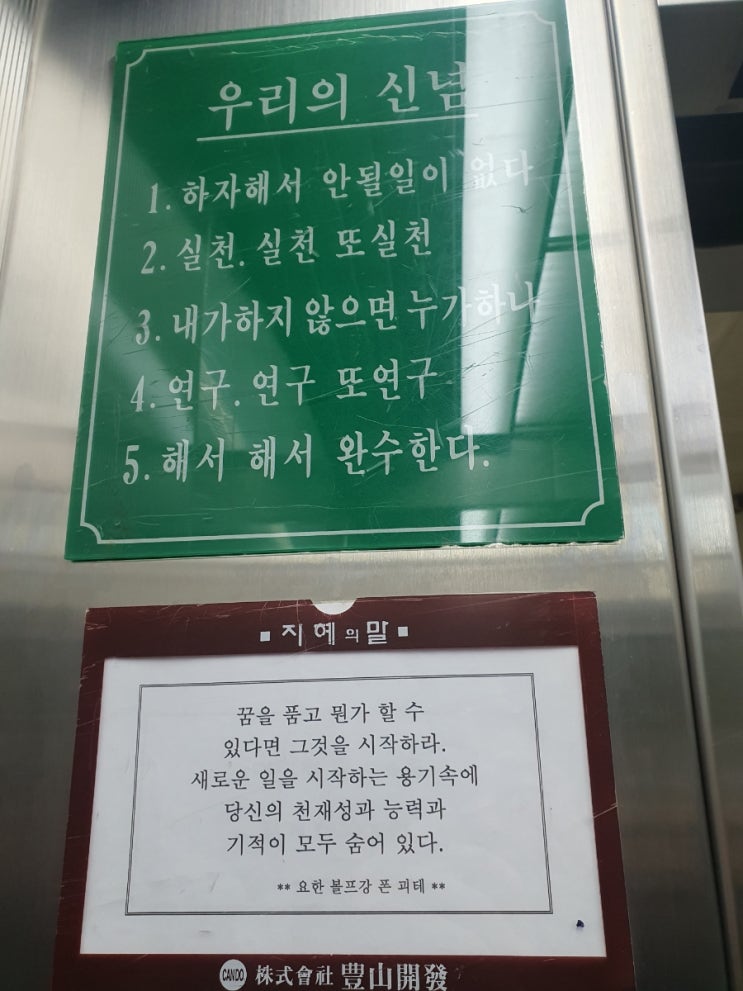 우리의 신념
1. 하자해서 안될일이 없다
2. 실천. 실천 또실천
3. 내가하지 않으면 누가하나
4. 연구. 연구 또연구
5. 해서 해서 완수한다.
■ 지혜의말 ■
꿈을 품고 뭔가 할 수
있다면 그것을 시작하라.
새로운 일을 시작하는 용기속에
당신의 천재성과 능력과
기적이 모두 숨어 있다.
** 요한 볼프강 폰 괴테 **
CANDO 株式會社 豊山開發